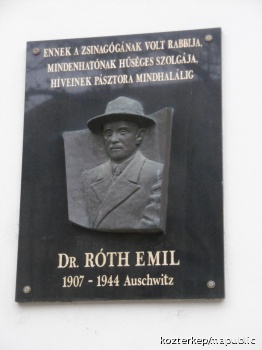 ENNEK A ZSINAGÓGÁNAK VOLT RABBIJA,
MINDENHATÓNAK HŰSÉGES SZOLGÁJA,
HÍVEINEK PÁSZTORA MINDHALÁLIG
DR. RÓTH EMIL
1907 - 1944 Auschwitz
kozterkep/mapublic